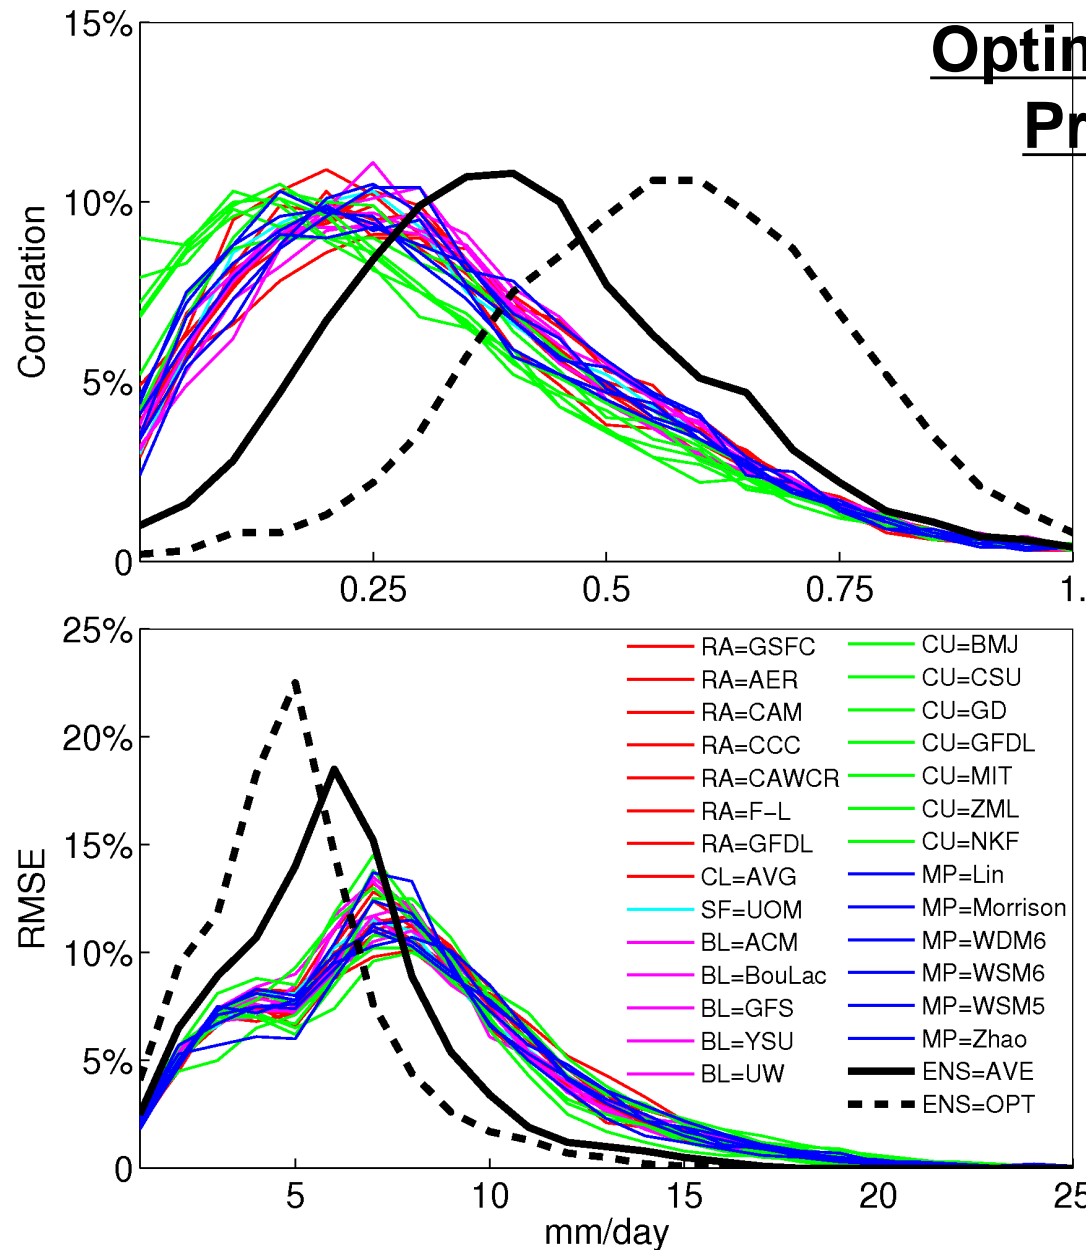 15%
Optim
Pr
10%
Correlation
5%
0
0.25
0.5
0.75
1.
25%
RA=GSFC
CU=BMJ
RA=AER
CU=CSU
20%
RA=CAM
CU=GD
RA=CCC
CU=GFDL
RA=CAWCR
CU=MIT
15%
RA=F-L
CU=ZML
RA=GFDL
CU=NKF
RMSE
CL=AVG
MP=Lin
SF=UOM
MP=Morrison
10%
BL=ACM
MP=WDM6
BL=BouLac
MP=WSM6
BL=GFS
MP=WSM5
5%
BL=YSU
MP=Zhao
BL=UW
ENS=AVE
ENS=OPT
0
5
10
15
20
25
mm/day